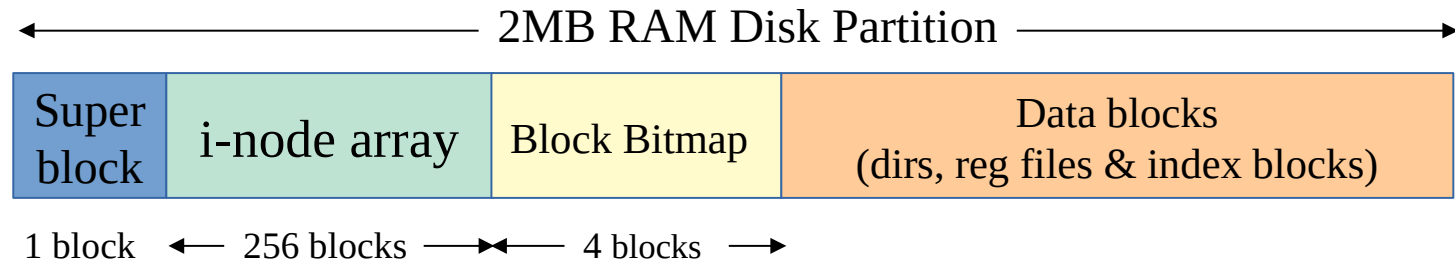 2MB RAM Disk Partition
Super
block
i-node array
Block Bitmap
Data blocks
(dirs, reg files & index blocks)
1 block
256 blocks
4 blocks